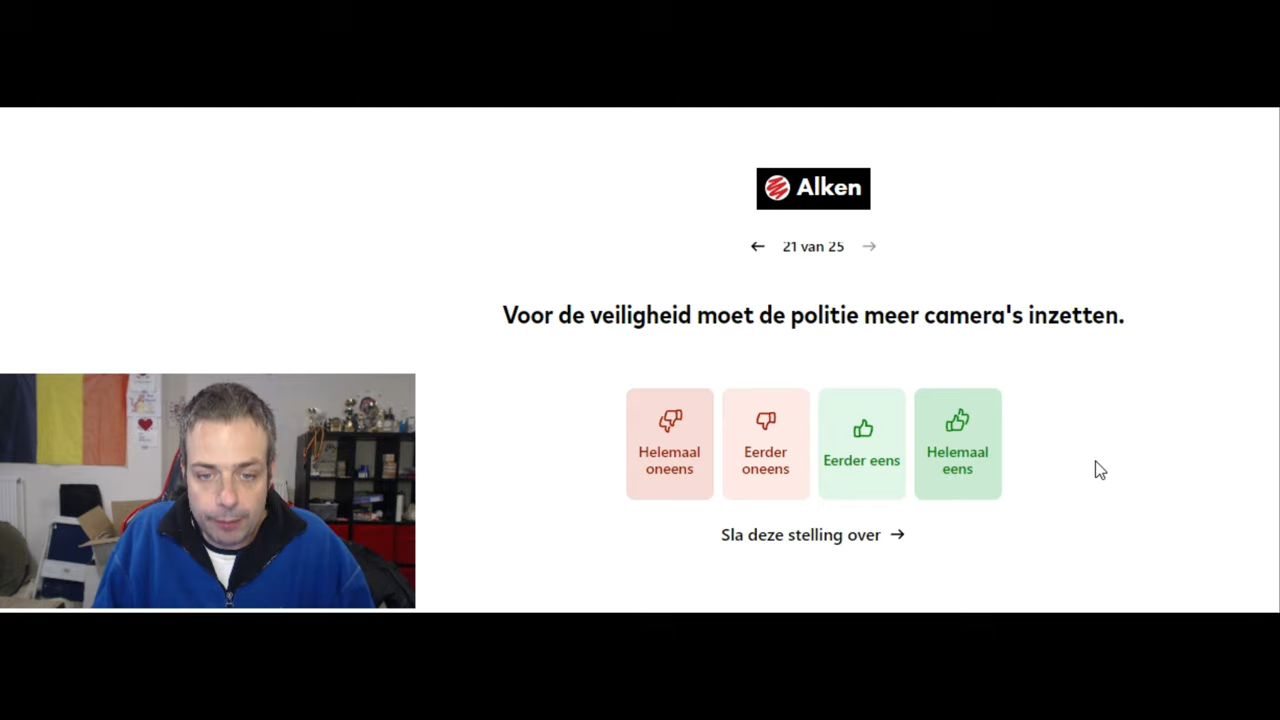 Alken
21 van 25
Voor de veiligheid moet de politie meer camera's inzetten.
Helemaal
oneens
Eerder
oneens
Eerder eens
Helemaal
eens
Sla deze stelling over